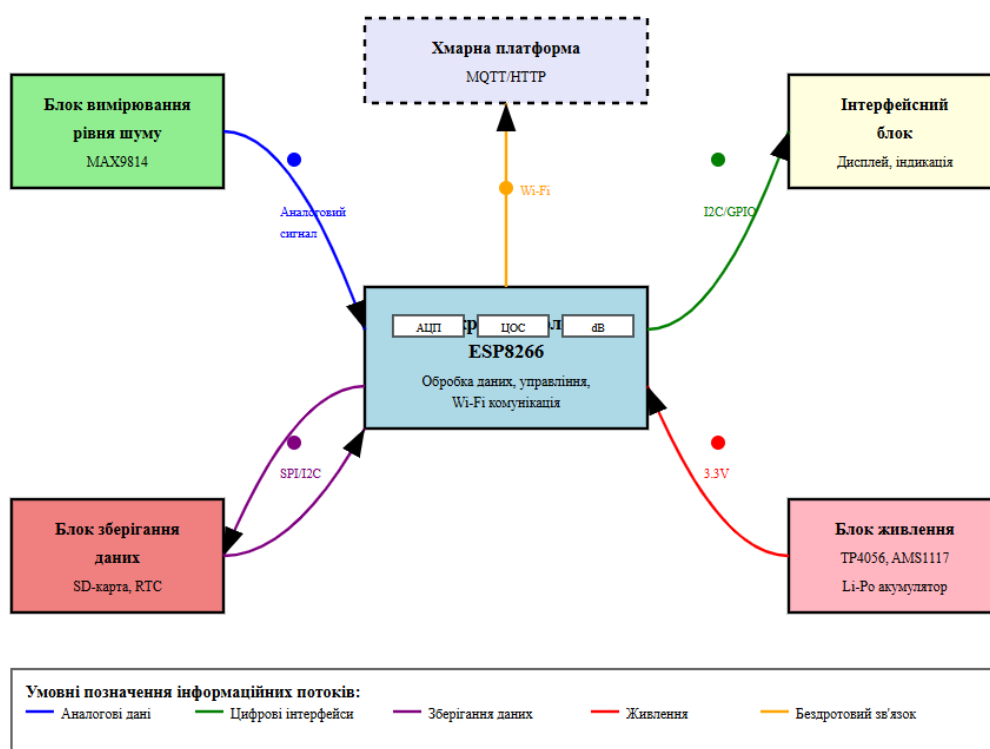 Хмарна платформа
MQTT/HTTP
Блок вимірювання
рівня шуму
MAX9814
Інтерфейсний
блок
Дисплей, індикація
Wi-Fi
Аналоговий
сигнал
I2C/GPIO
АЦП
ЦОС
dB
ESP8266
Обробка даних, управління,
Wi-Fi комунікація
SPI/I2C
3.3V
Блок зберігання
даних
SD-карта, RTC
Блок живлення
TP4056, AMS1117
Li-Po акумулятор
Умовні позначення інформаційних потоків:
Аналогові дані
Цифрові інтерфейси
Зберігання даних
Живлення
Бездротовий зв'язок